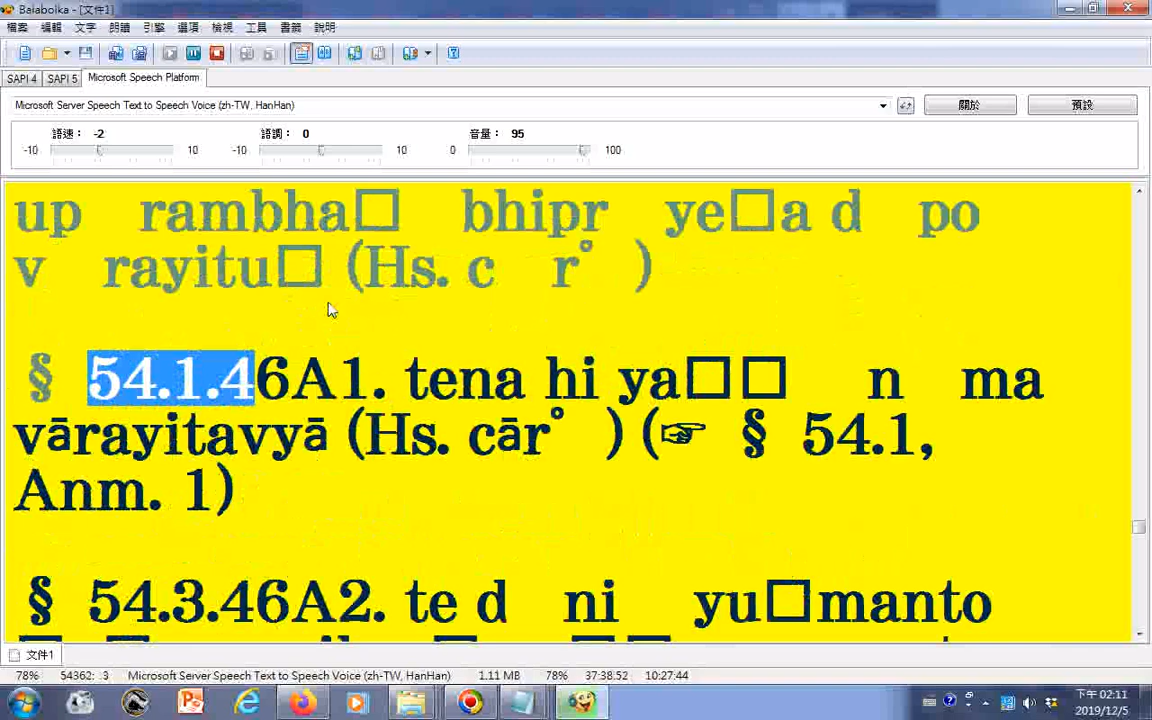 Balabolka - [文件1]
檔案 編輯 文字 朗讀 引擎 選項 檢視 工具 書籤 說明
SAPI 4 SAPI 5 Microsoft Speech Platform
Microsoft Server Speech Text to Speech Voice (zh-TW, HanHan) 關於 預設
語速: -2 語調: 0 音量: 95
-10 10 -10 10 0 100
up rambha□ bhipr ye□a d po
v rayitu□ (Hs. c r° )
§ 54.1.46A1. tena hi ya□□ n ma
vārayitavyā (Hs. cār° ) (☞ § 54.1,
Anm. 1)
§ 54.3.46A2. te d ni yu□manto
文件1
78% 54362: 3 Microsoft Server Speech Text to Speech Voice (zh-TW, HanHan) 1.11 MB 78% 37:38:52 10:27:44
下午 02:11
2019/12/5